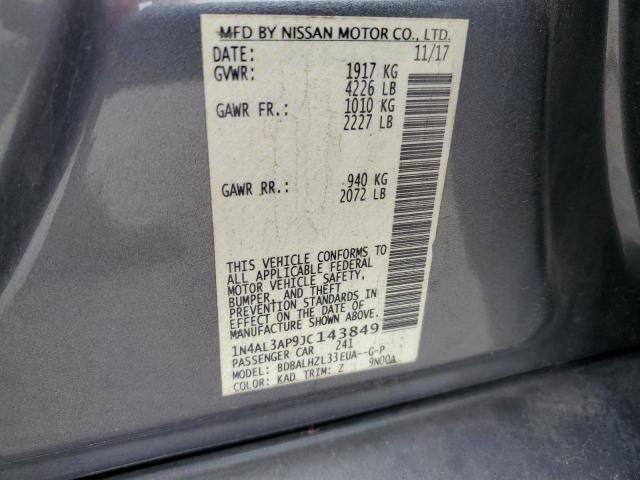 MFD BY NISSAN MOTOR CO., LTD.
DATE: 11/17
GVWR: 1917 KG
4226 LB
GAWR FR.: 1010 KG
2227 LB
GAWR RR.: 940 KG
2072 LB
THIS VEHICLE CONFORMS TO
ALL APPLICABLE FEDERAL
MOTOR VEHICLE SAFETY,
BUMPER, AND THEFT
PREVENTION STANDARDS IN
EFFECT ON THE DATE OF
MANUFACTURE SHOWN ABOVE.
1N4AL3AP9JC143849
PASSENGER CAR 241
MODEL: BDBALHZL33EUA--G-P
COLOR: KAD TRIM: Z 9N00A